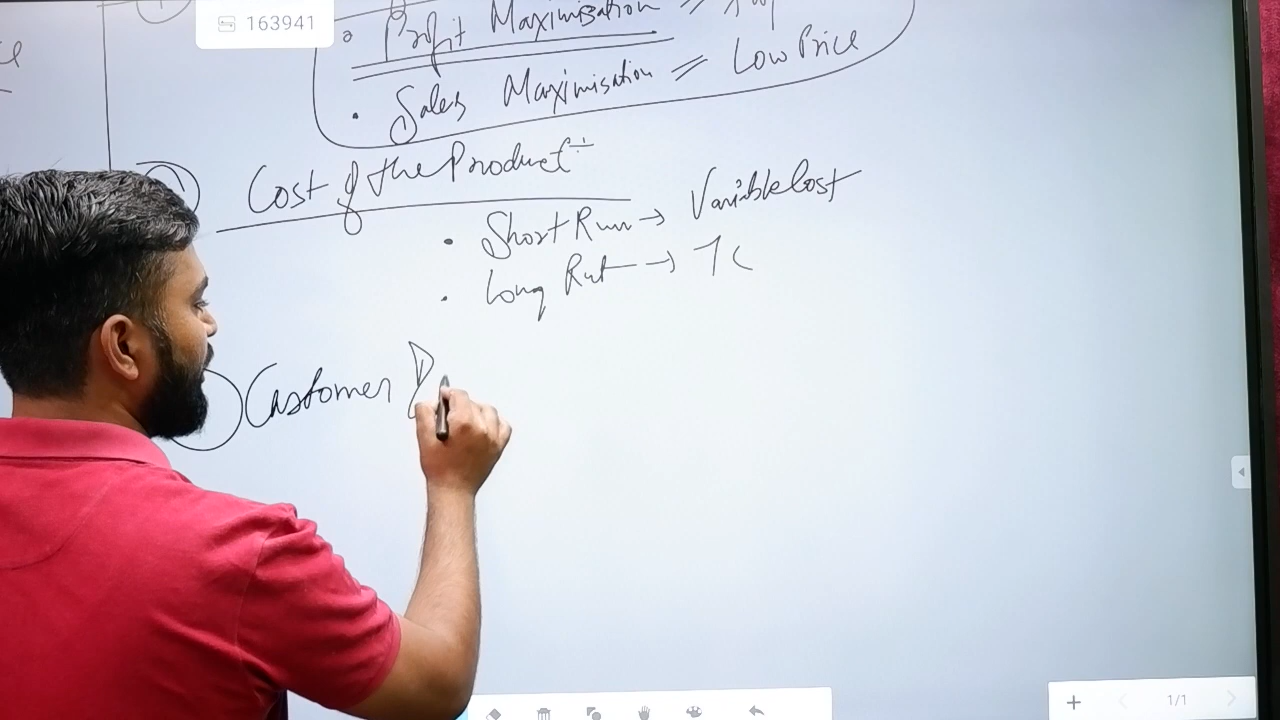 163941
• Profit Maximisation =
• Sales Maximisation = Low Price
Cost of the Product ÷
• Short Run → Variable Cost
• Long Run → TC
Customer D
1/1